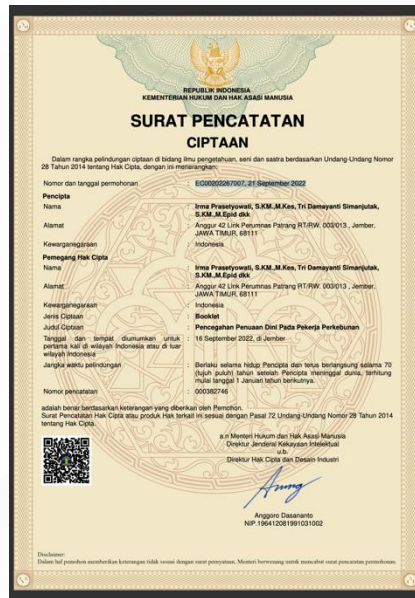 REPUBLIK INDONESIA
KEMENTERIAN HUKUM DAN HAK ASASI MANUSIA
SURAT PENCATATAN
CIPTAAN
Dalam rangka pelindungan ciptaan di bidang ilmu pengetahuan, seni dan sastra berdasarkan Undang-Undang Nomor
28 Tahun 2014 tentang Hak Cipta, dengan ini menerangkan:
Nomor dan tanggal permohonan : EC00202267007, 21 September 2022
Pencipta
Nama : Irma Prasetyowati, S.KM.,M.Kes, Tri Damayanti Simanjutak,
S.KM.,M.Epid dkk
Alamat : Anggur 42 Link Perumnas Patrang RT/RW. 003/013 , Jember,
JAWA TIMUR, 68111
Kewarganegaraan : Indonesia
Pemegang Hak Cipta
Nama : Irma Prasetyowati, S.KM.,M.Kes, Tri Damayanti Simanjutak,
S.KM.,M.Epid dkk
Alamat : Anggur 42 Link Perumnas Patrang RT/RW. 003/013 , Jember,
JAWA TIMUR, 68111
Kewarganegaraan : Indonesia
Jenis Ciptaan : Booklet
Judul Ciptaan : Pencegahan Penuaan Dini Pada Pekerja Perkebunan
Tanggal dan tempat diumumkan untuk : 16 September 2022, di Jember
pertama kali di wilayah Indonesia atau di luar
wilayah Indonesia
Jangka waktu pelindungan : Berlaku selama hidup Pencipta dan terus berlangsung selama 70
(tujuh puluh) tahun setelah Pencipta meninggal dunia, terhitung
mulai tanggal 1 Januari tahun berikutnya.
Nomor pencatatan : 000382746
adalah benar berdasarkan keterangan yang diberikan oleh Pemohon.
Surat Pencatatan Hak Cipta atau produk Hak terkait ini sesuai dengan Pasal 72 Undang-Undang Nomor 28 Tahun 2014
tentang Hak Cipta.
a.n Menteri Hukum dan Hak Asasi Manusia
Direktur Jenderal Kekayaan Intelektual
u.b.
Direktur Hak Cipta dan Desain Industri
Anggoro Dasananto
NIP.196412081991031002
Disclaimer:
Dalam hal pemohon memberikan keterangan tidak sesuai dengan surat pernyataan, Menteri berwenang untuk mencabut surat pencatatan permohonan.